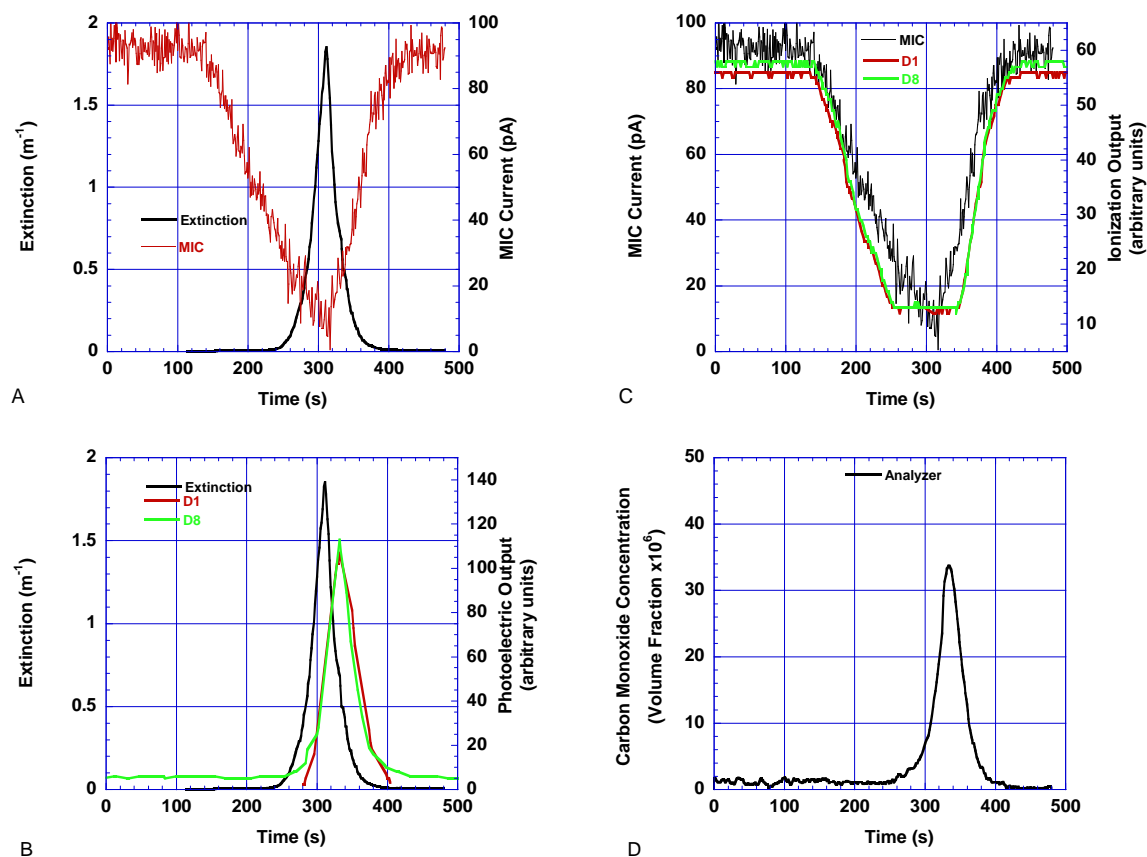 2
1.5
1
0.5
0
100
80
60
40
20
0
0 100 200 300 400 500
Extinction (m-1)
MIC Current (pA)
Time (s)
Extinction
MIC
A
100
80
60
40
20
0
60
50
40
30
20
10
0 100 200 300 400 500
MIC Current (pA)
Ionization Output
(arbitrary units)
Time (s)
MIC
D1
D8
C
2
1.5
1
0.5
0
140
120
100
80
60
40
20
0
0 100 200 300 400 500
Extinction (m-1)
Photoelectric Output
(arbitrary units)
Time (s)
Extinction
D1
D8
B
50
40
30
20
10
0
0 100 200 300 400 500
Carbon Monoxide Concentration
(Volume Fraction x10^6)
Time (s)
Analyzer
D